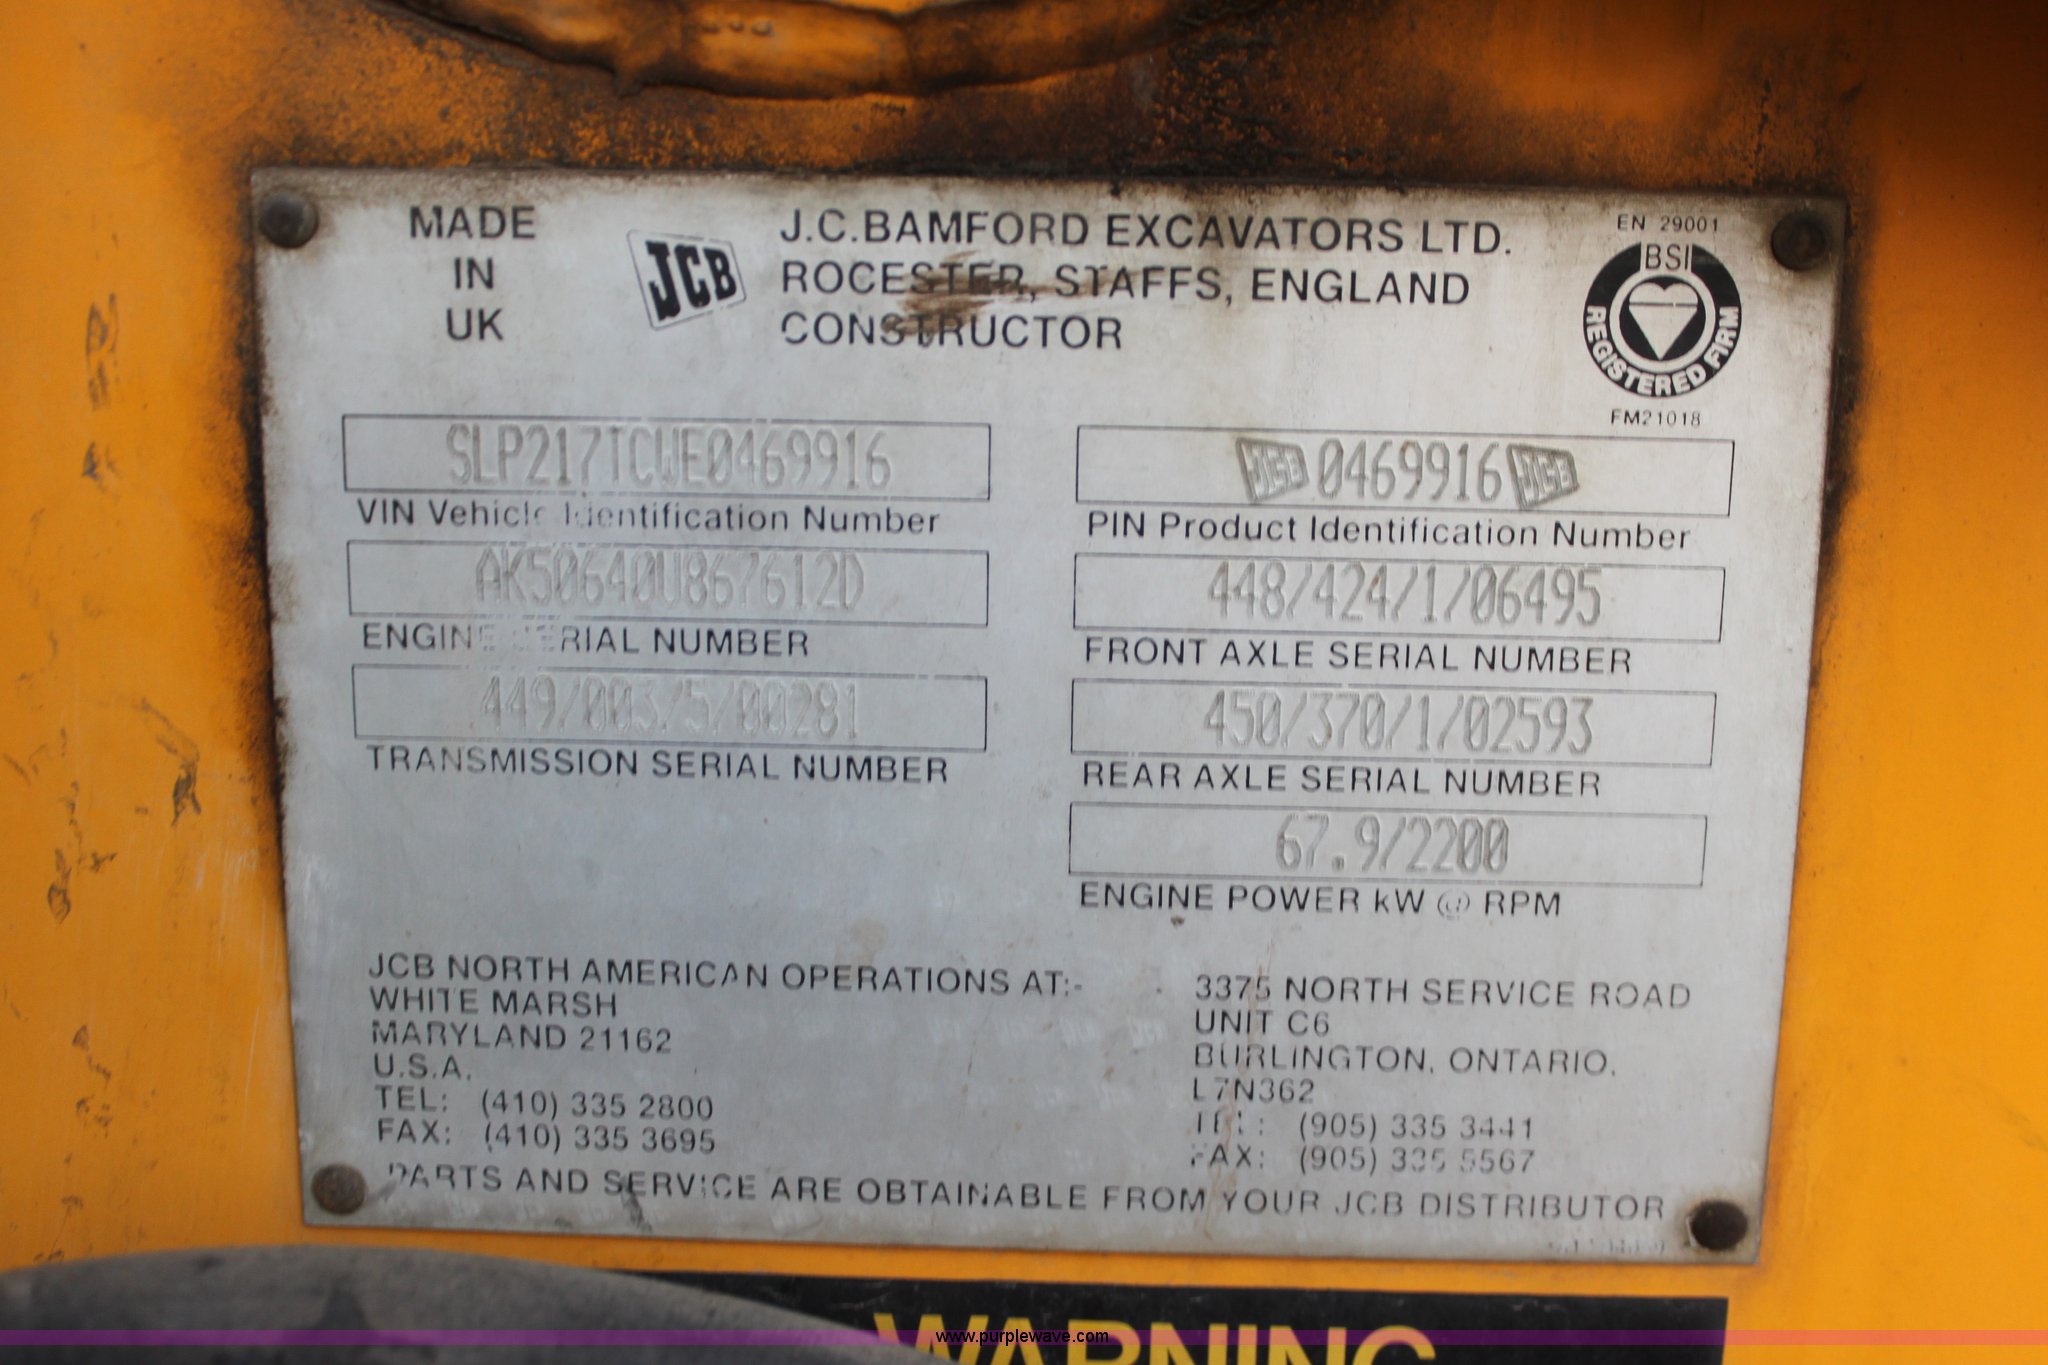 MADE
IN
UK
JCB
J.C.BAMFORD EXCAVATORS LTD.
ROCESTER, STAFFS, ENGLAND
CONSTRUCTOR
EN 29001
BSI
REGISTERED FIRM
FM21018
SLP217TCWE0469916
VIN Vehicle Identification Number
AK50640U867612D
ENGINE SERIAL NUMBER
449/003/5/00281
TRANSMISSION SERIAL NUMBER
JCB 0469916 JCB
PIN Product Identification Number
448/424/1/06495
FRONT AXLE SERIAL NUMBER
450/370/1/02593
REAR AXLE SERIAL NUMBER
67.9/2200
ENGINE POWER kW @ RPM
JCB NORTH AMERICAN OPERATIONS AT:-
WHITE MARSH
MARYLAND 21162
U.S.A.
TEL: (410) 335 2800
FAX: (410) 335 3695
3375 NORTH SERVICE ROAD
UNIT C6
BURLINGTON, ONTARIO.
L7N362
TEL: (905) 335 3441
FAX: (905) 335 5567
PARTS AND SERVICE ARE OBTAINABLE FROM YOUR JCB DISTRIBUTOR
WARNING
www.purplewave.com